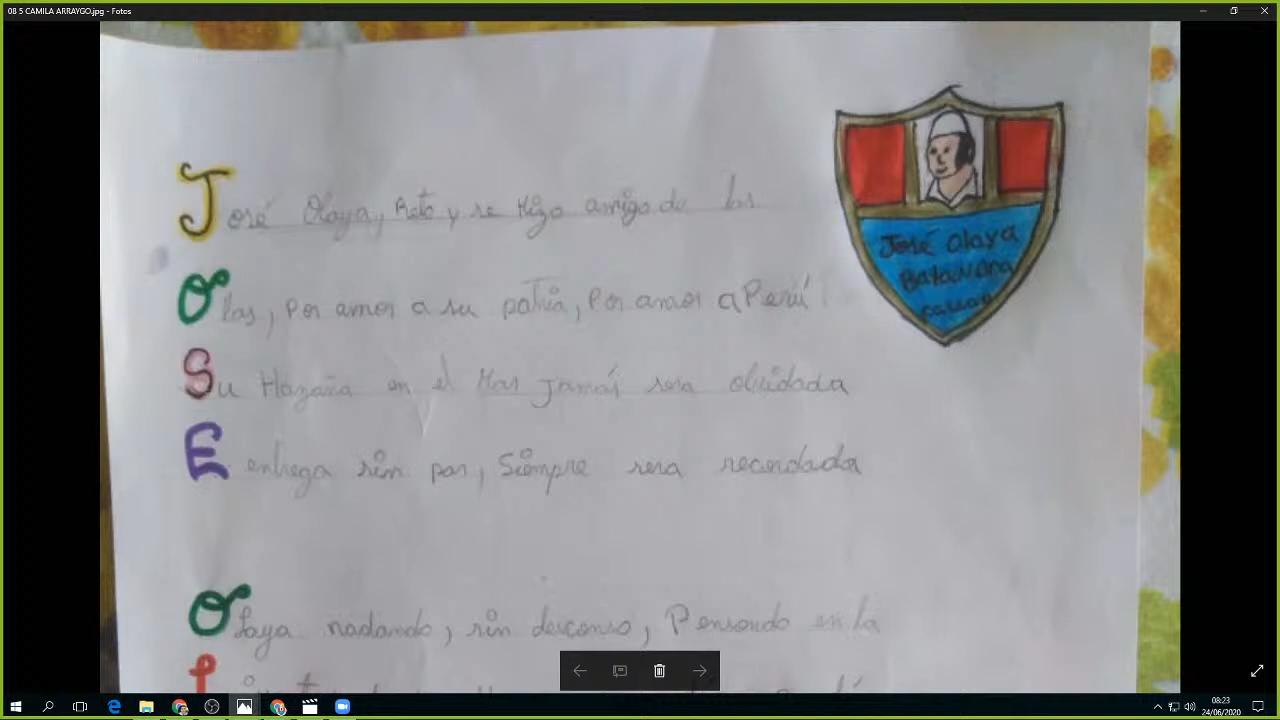 08 5 CAMILA ARRAYGO.jpg - Fotos
José Olaya, Reto y se Hizo amigo de las
Olas, Por amor a su patria, Por amor a Perú
Su Hazaña en el Mar Jamás sera olvidada
E entrega sin par, Siempre sera recordada
Olaya nadando, sin descanso, Pensando en la
José Olaya
Balandra
Callao
08:23
24/06/2020